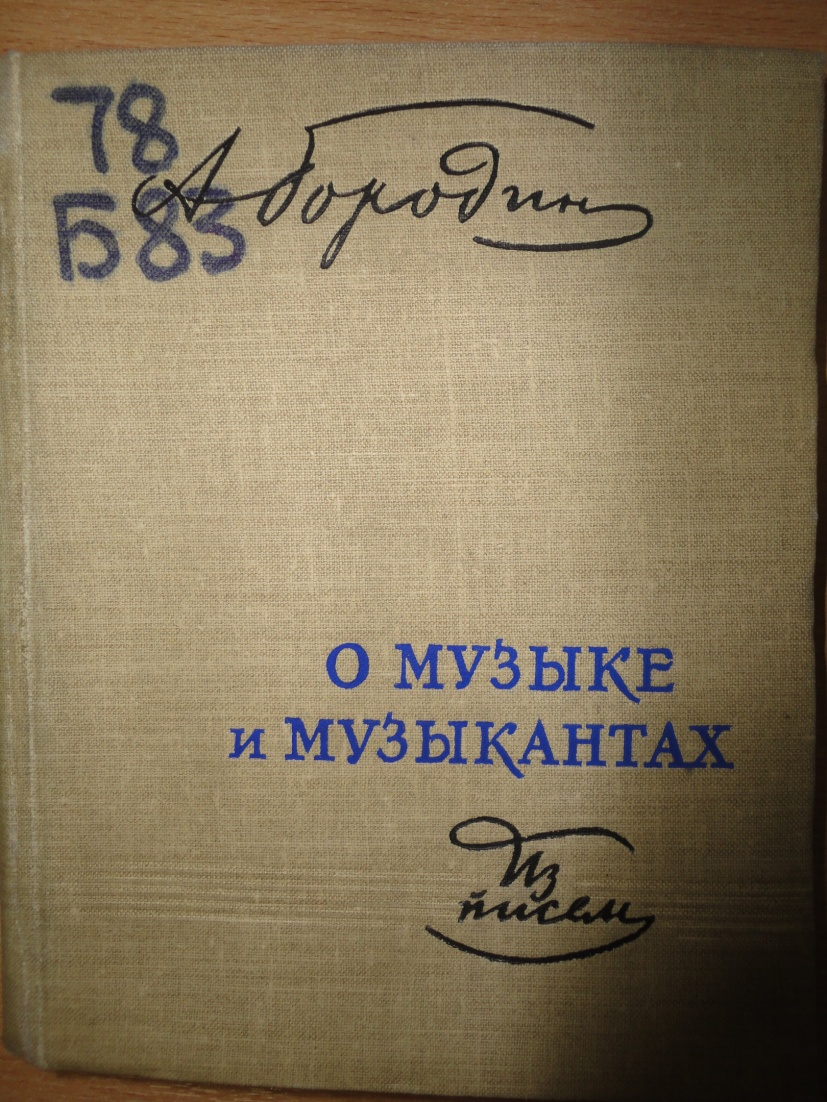 78
Б83
А Бородин
О МУЗЫКЕ
и МУЗЫКАНТАХ
Из
писем